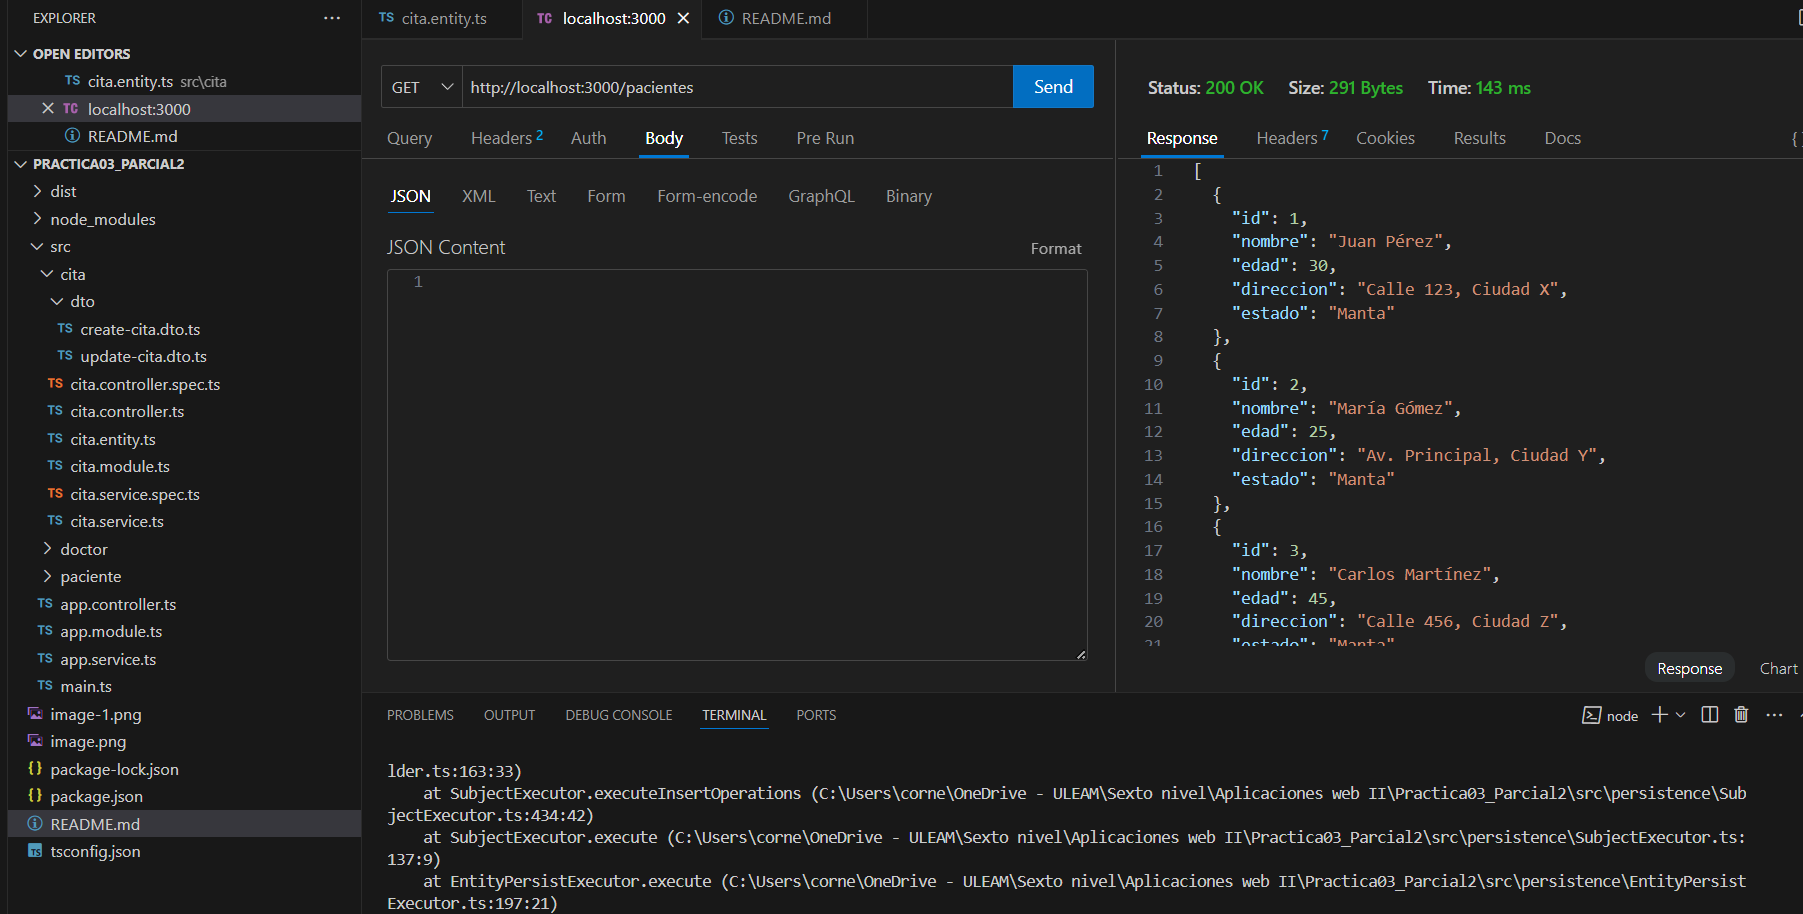 EXPLORER
OPEN EDITORS
TS cita.entity.ts src\cita
TC localhost:3000
README.md
PRACTICA03_PARCIAL2
dist
node_modules
src
cita
dto
TS create-cita.dto.ts
TS update-cita.dto.ts
TS cita.controller.spec.ts
TS cita.controller.ts
TS cita.entity.ts
TS cita.module.ts
TS cita.service.spec.ts
TS cita.service.ts
doctor
paciente
TS app.controller.ts
TS app.module.ts
TS app.service.ts
TS main.ts
image-1.png
image.png
{} package-lock.json
{} package.json
README.md
TS tsconfig.json
TS cita.entity.ts TC localhost:3000 README.md
GET http://localhost:3000/pacientes Send
Query Headers 2 Auth Body Tests Pre Run
JSON XML Text Form Form-encode GraphQL Binary
JSON Content Format
1
Status: 200 OK Size: 291 Bytes Time: 143 ms
Response Headers 7 Cookies Results Docs {
1 [
2 {
3 "id": 1,
4 "nombre": "Juan Pérez",
5 "edad": 30,
6 "direccion": "Calle 123, Ciudad X",
7 "estado": "Manta"
8 },
9 {
10 "id": 2,
11 "nombre": "María Gómez",
12 "edad": 25,
13 "direccion": "Av. Principal, Ciudad Y",
14 "estado": "Manta"
15 },
16 {
17 "id": 3,
18 "nombre": "Carlos Martínez",
19 "edad": 45,
20 "direccion": "Calle 456, Ciudad Z",
21 "estado": "Manta"
Response Chart
PROBLEMS OUTPUT DEBUG CONSOLE TERMINAL PORTS
node
lder.ts:163:33)
at SubjectExecutor.executeInsertOperations (C:\Users\corne\OneDrive - ULEAM\Sexto nivel\Aplicaciones web II\Practica03_Parcial2\src\persistence\Sub
jectExecutor.ts:434:42)
at SubjectExecutor.execute (C:\Users\corne\OneDrive - ULEAM\Sexto nivel\Aplicaciones web II\Practica03_Parcial2\src\persistence\SubjectExecutor.ts:
137:9)
at EntityPersistExecutor.execute (C:\Users\corne\OneDrive - ULEAM\Sexto nivel\Aplicaciones web II\Practica03_Parcial2\src\persistence\EntityPersist
Executor.ts:197:21)